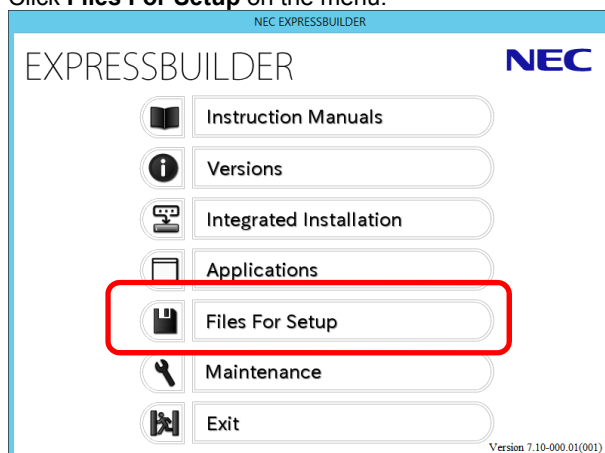 Click Files For Setup on the menu.
NEC EXPRESSBUILDER
EXPRESSBUILDER
NEC
Instruction Manuals
Versions
Integrated Installation
Applications
Files For Setup
Maintenance
Exit
Version 7.10-000.01(001)